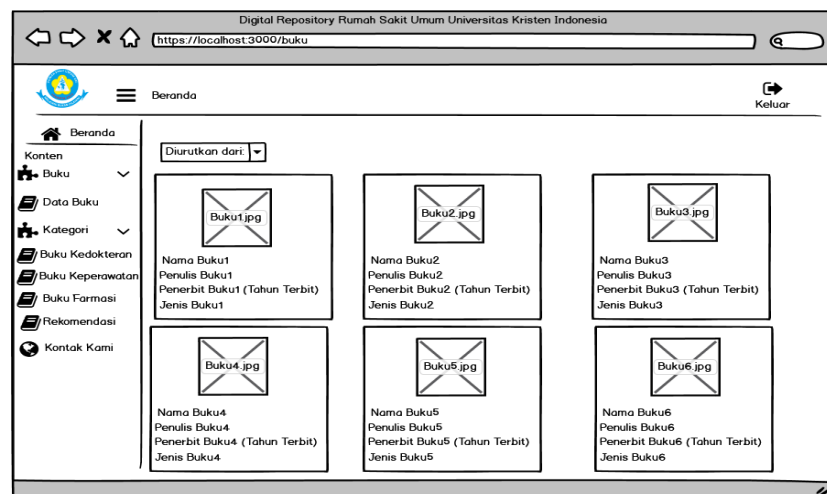 Digital Repository Rumah Sakit Umum Universitas Kristen Indonesia
https://localhost:3000/buku
Beranda
Keluar
Beranda
Konten
Buku
Data Buku
Kategori
Buku Kedokteran
Buku Keperawatan
Buku Farmasi
Rekomendasi
Kontak Kami
Diurutkan dari:
Buku1.jpg
Nama Buku1
Penulis Buku1
Penerbit Buku1 (Tahun Terbit)
Jenis Buku1
Buku2.jpg
Nama Buku2
Penulis Buku2
Penerbit Buku2 (Tahun Terbit)
Jenis Buku2
Buku3.jpg
Nama Buku3
Penulis Buku3
Penerbit Buku3 (Tahun Terbit)
Jenis Buku3
Buku4.jpg
Nama Buku4
Penulis Buku4
Penerbit Buku4 (Tahun Terbit)
Jenis Buku4
Buku5.jpg
Nama Buku5
Penulis Buku5
Penerbit Buku5 (Tahun Terbit)
Jenis Buku5
Buku6.jpg
Nama Buku6
Penulis Buku6
Penerbit Buku6 (Tahun Terbit)
Jenis Buku6